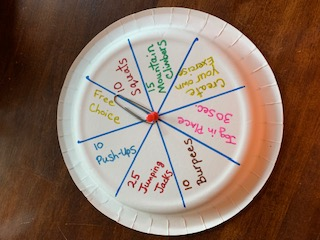 10
Squats
15
Mountain
Climbers
Create
your own
Exercise
Jog in Place
30 sec.
10
Burpees
25
Jumping
Jacks
10
Push-Ups
Free
Choice